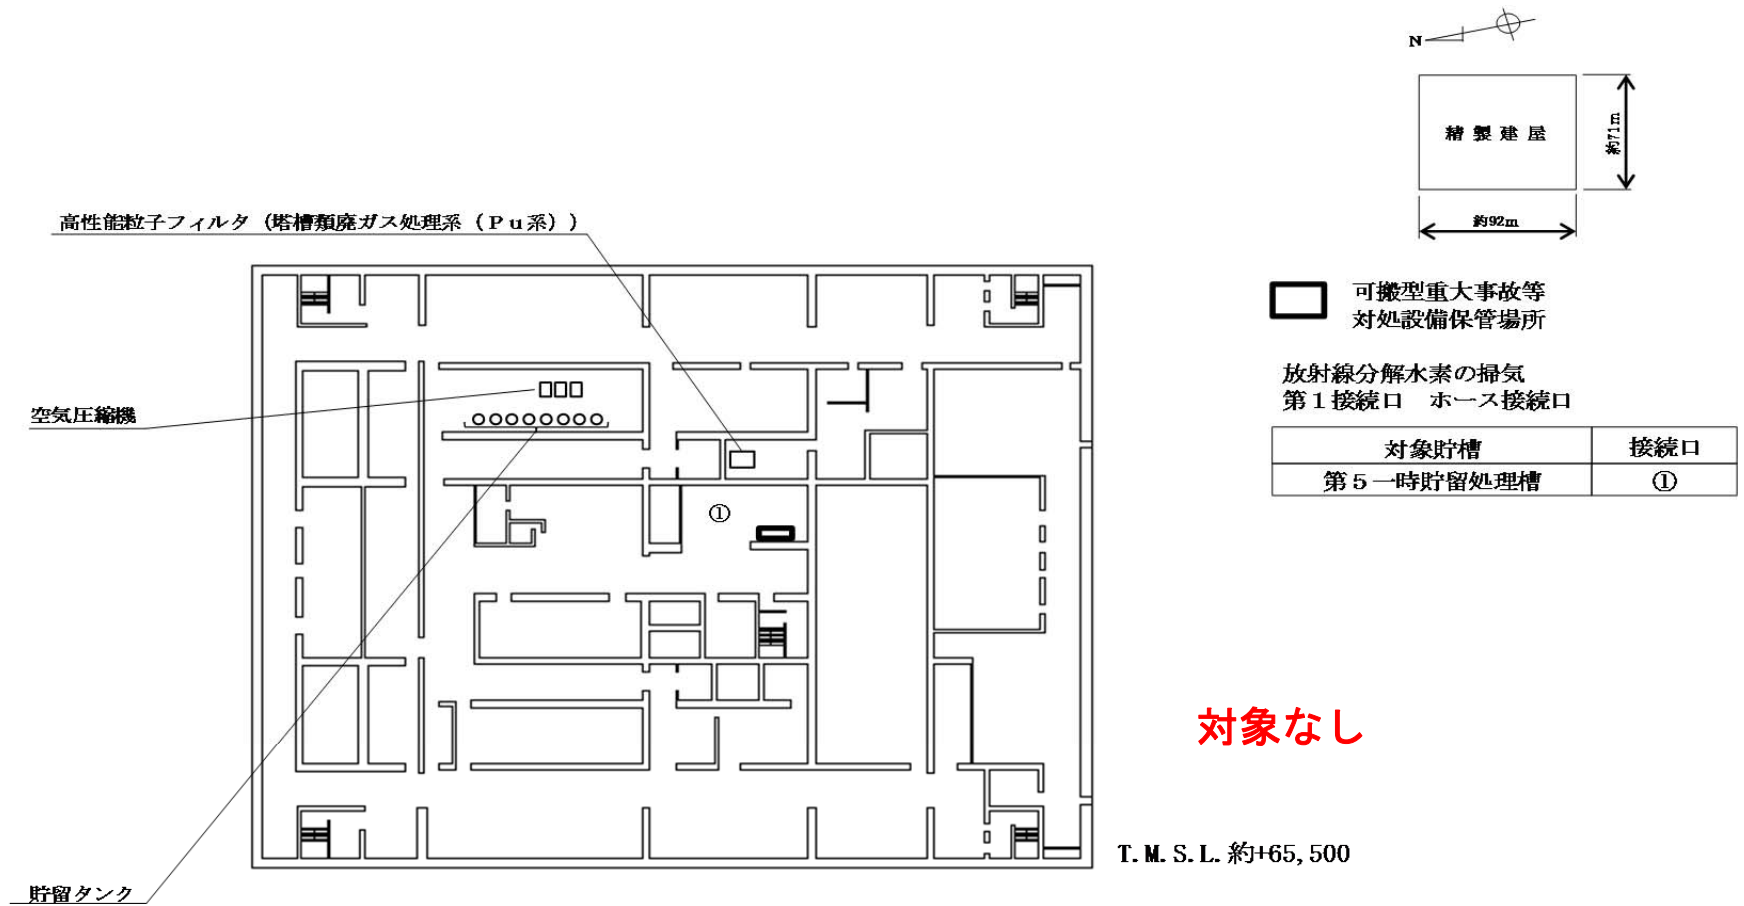 N
精製建屋
約71m
約92m
高性能粒子フィルタ（塔槽類廃ガス処理系（Ｐｕ系））
可搬型重大事故等
対処設備保管場所
放射線分解水素の掃気
第１接続口　ホース接続口
対象貯槽　接続口
第５一時貯留処理槽　①
空気圧縮機
①
対象なし
T.M.S.L.約+65,500
貯留タンク